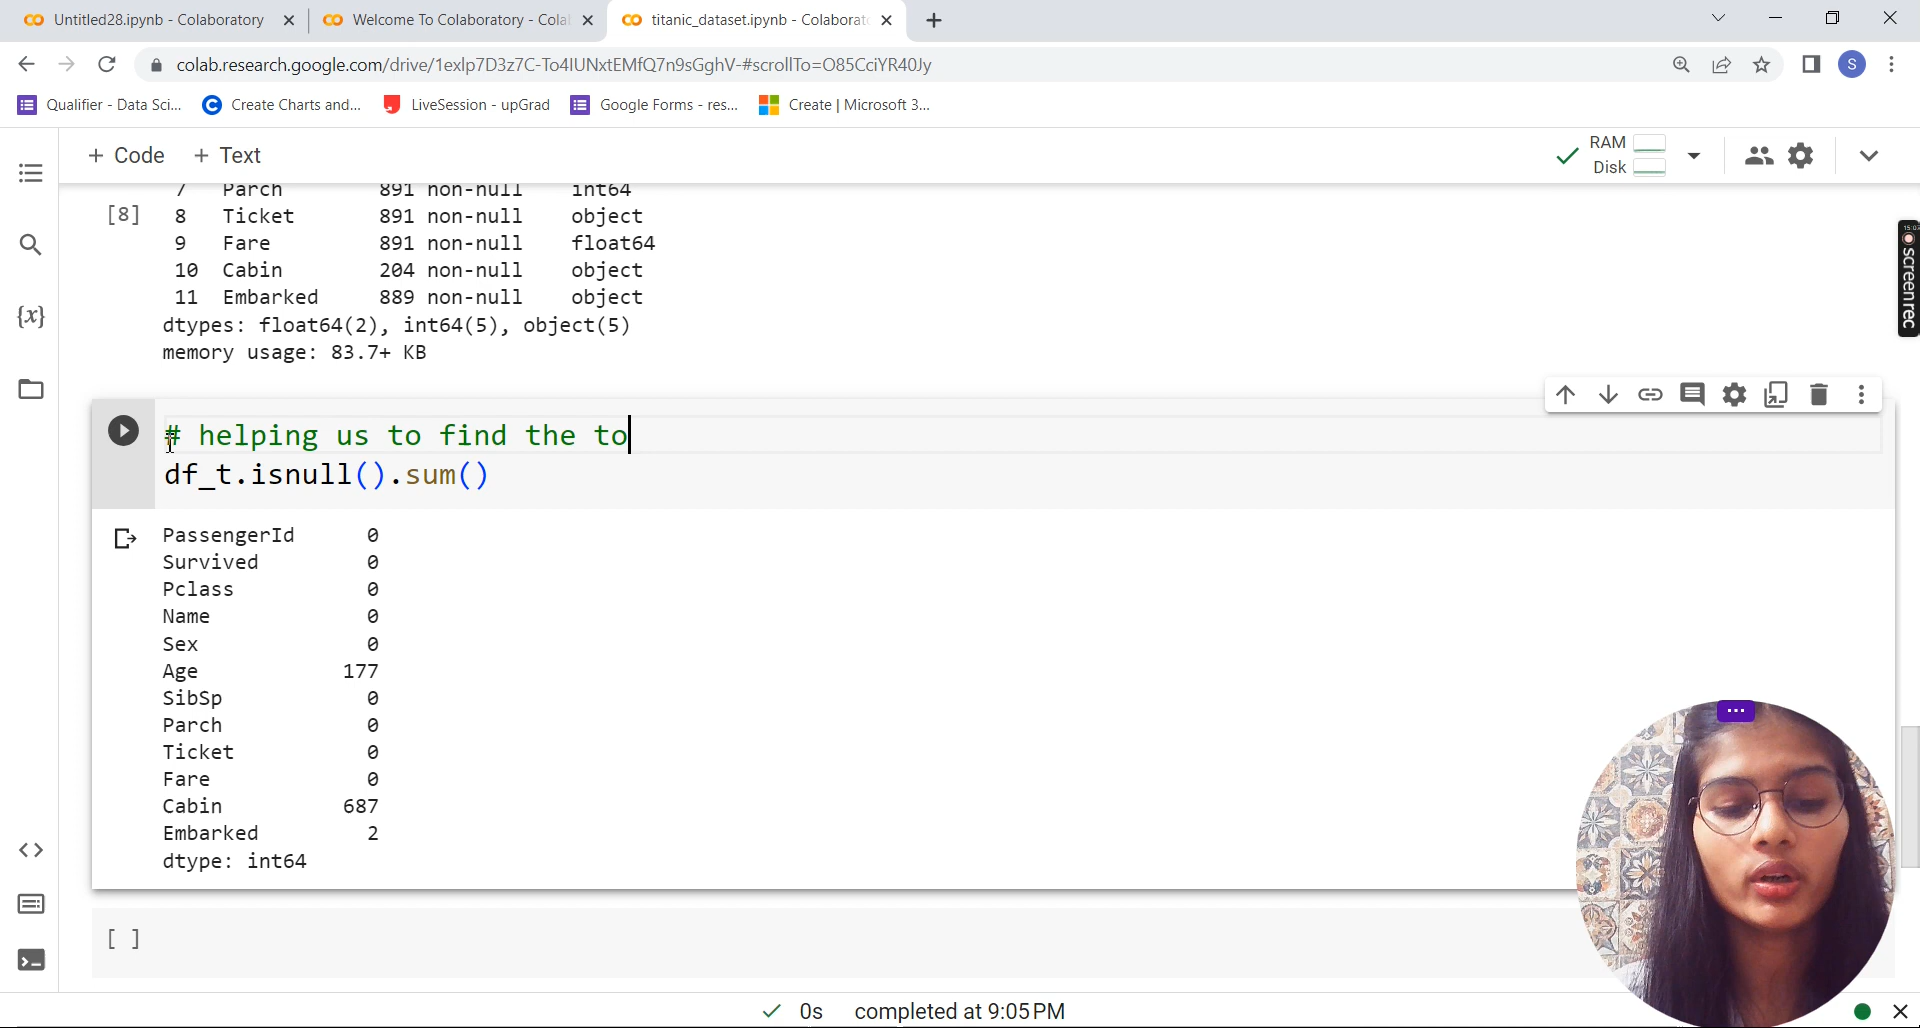 Untitled28.ipynb - Colaboratory
Welcome To Colaboratory - Cola
titanic_dataset.ipynb - Colaborato
colab.research.google.com/drive/1exlp7D3z7C-To4IUNxtEMfQ7n9sGghV-#scrollTo=O85CciYR40Jy
S
Qualifier - Data Sci...
Create Charts and...
LiveSession - upGrad
Google Forms - res...
Create | Microsoft 3...
+ Code + Text
RAM
Disk
7 Parch 891 non-null int64
[8] 8 Ticket 891 non-null object
9 Fare 891 non-null float64
10 Cabin 204 non-null object
11 Embarked 889 non-null object
dtypes: float64(2), int64(5), object(5)
memory usage: 83.7+ KB
# helping us to find the to
df_t.isnull().sum()
PassengerId 0
Survived 0
Pclass 0
Name 0
Sex 0
Age 177
SibSp 0
Parch 0
Ticket 0
Fare 0
Cabin 687
Embarked 2
dtype: int64
[ ]
0s completed at 9:05 PM
screenrec